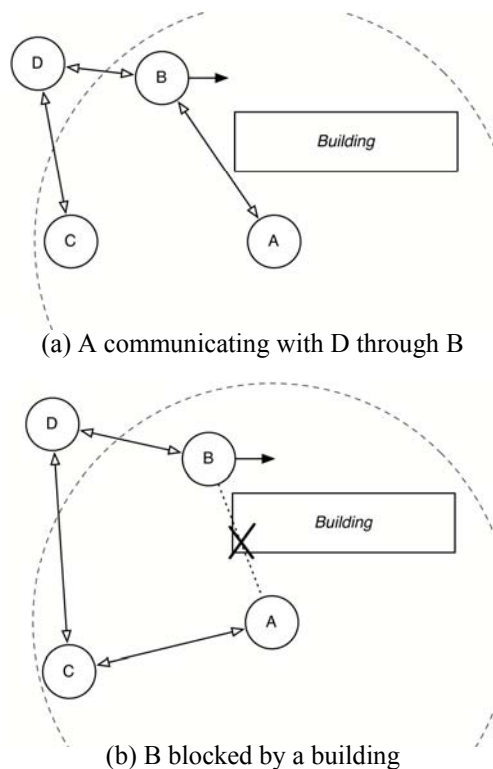 D
B
Building
C
A
(a) A communicating with D through B
D
B
Building
A
C
(b) B blocked by a building